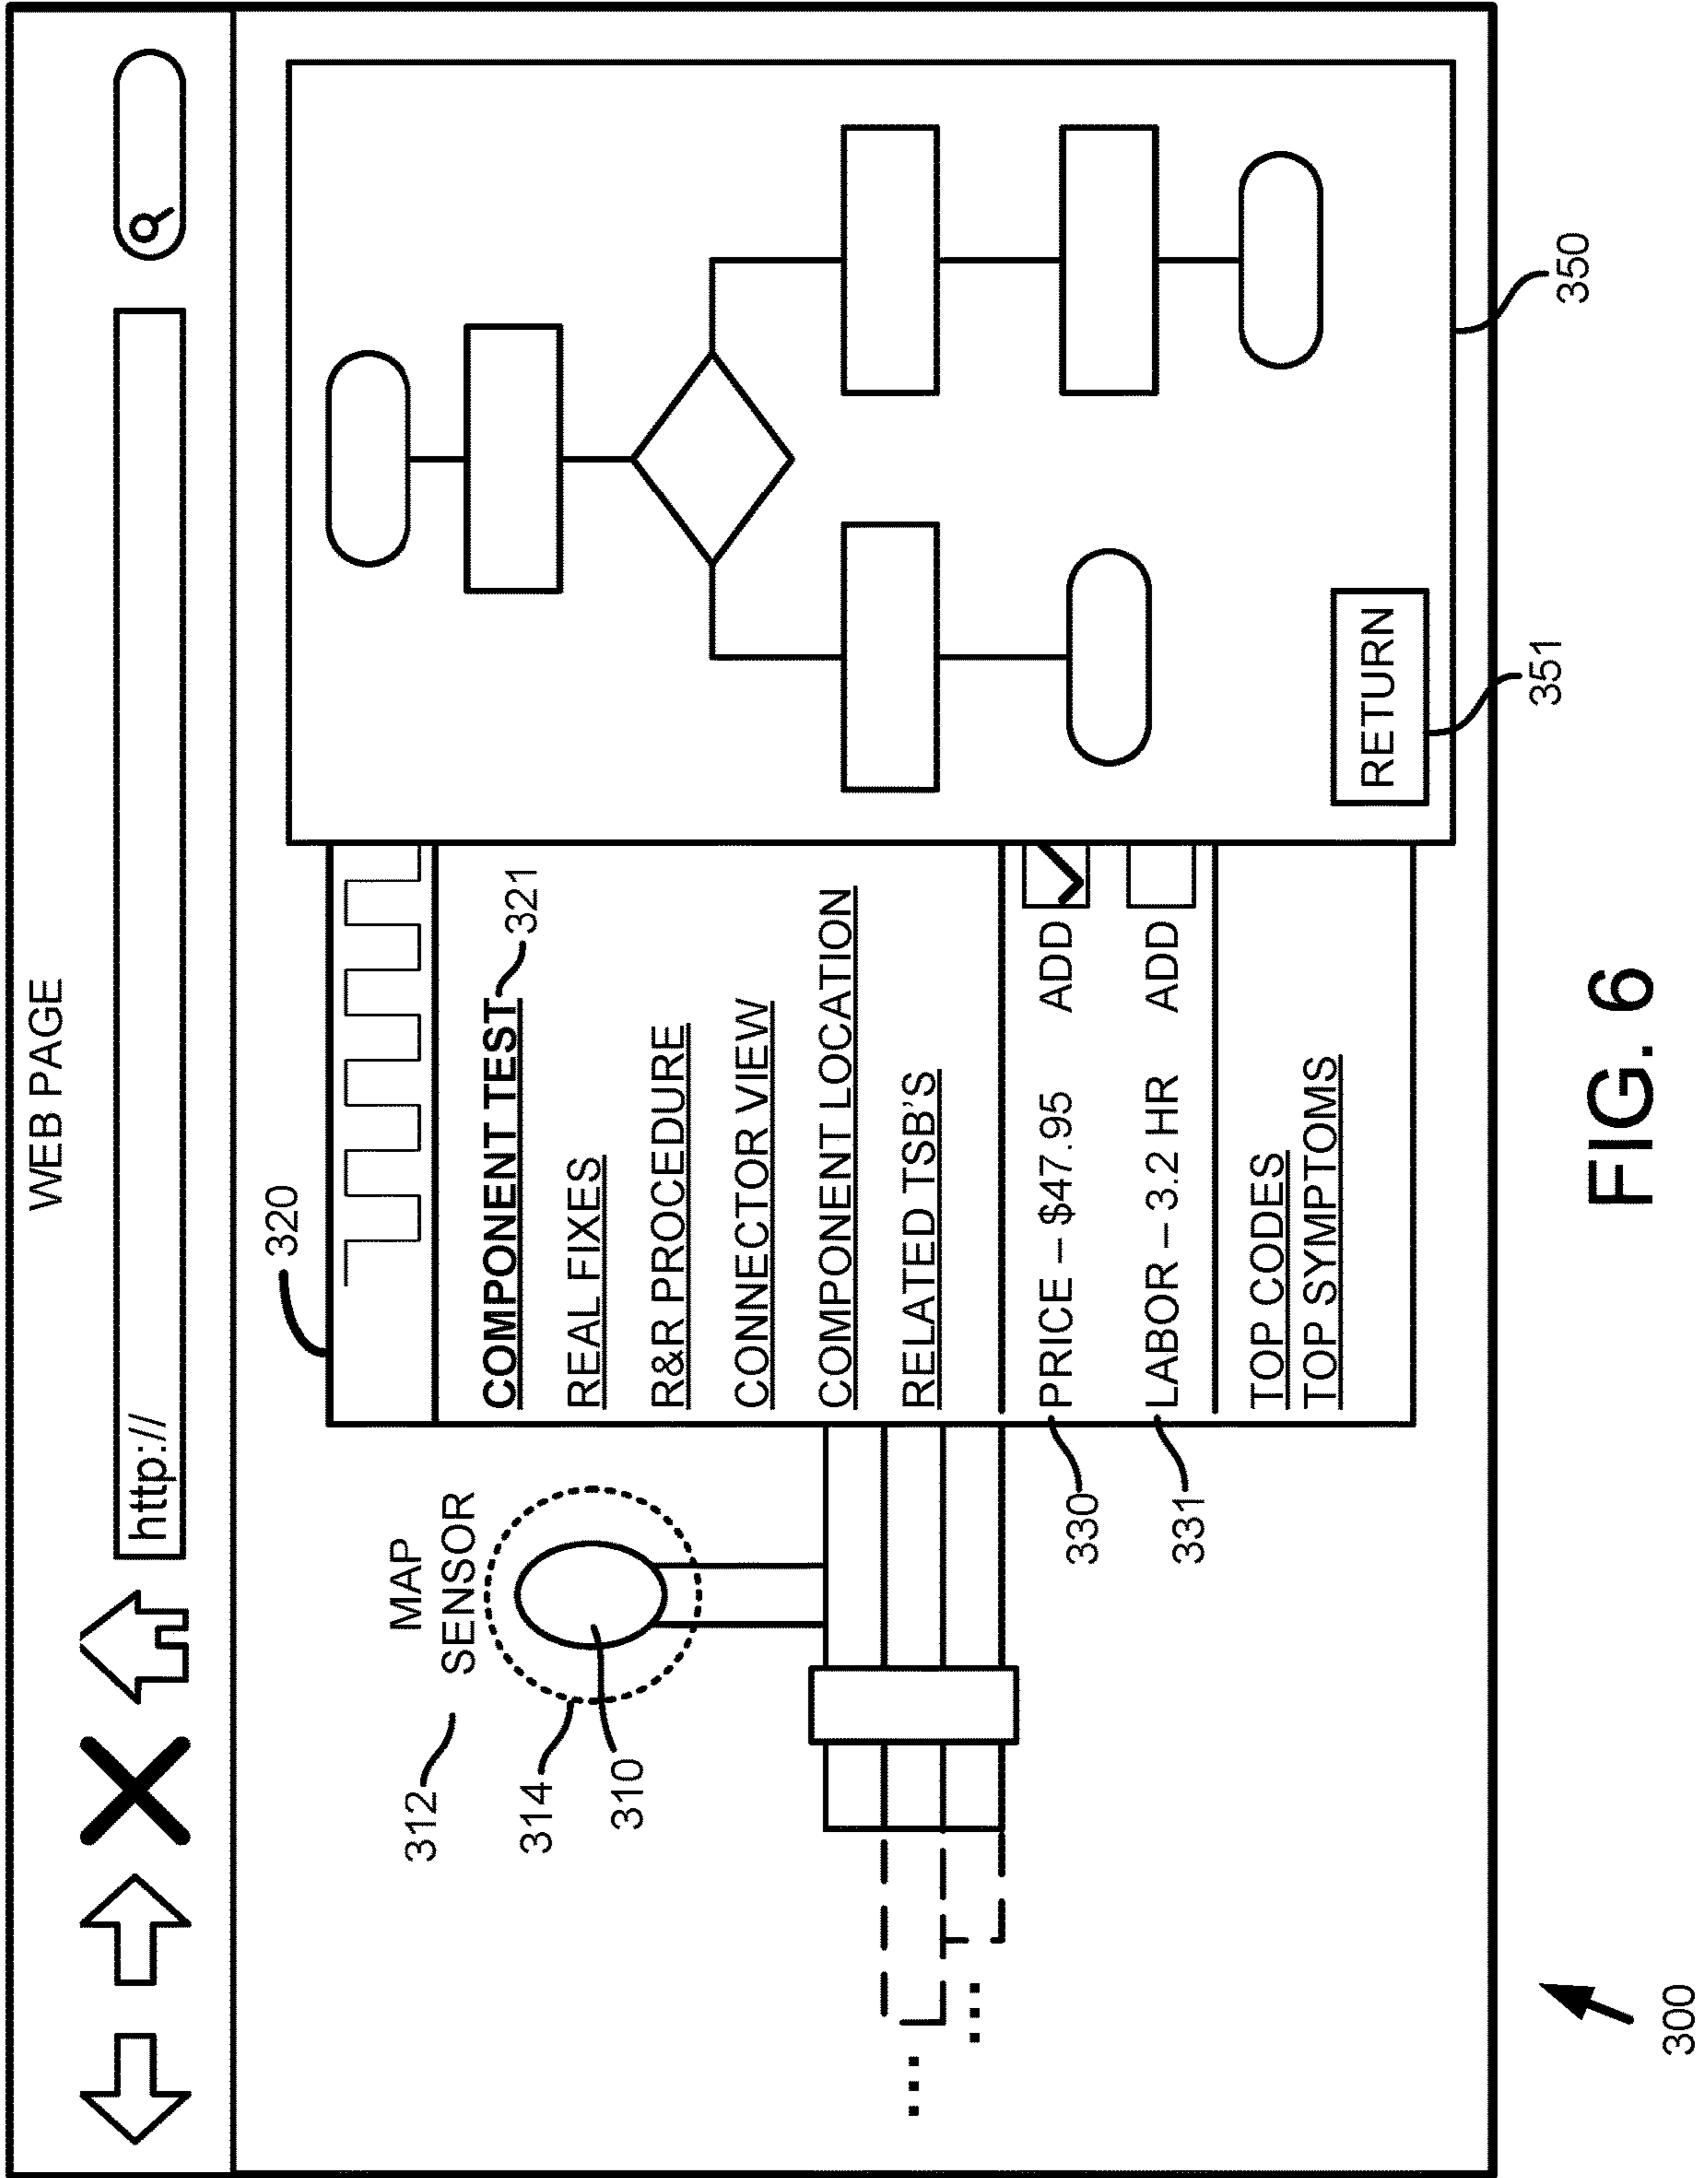 WEB PAGE
http://
320
312
MAP
SENSOR
314
310
COMPONENT TEST
321
REAL FIXES
R&R PROCEDURE
CONNECTOR VIEW
COMPONENT LOCATION
RELATED TSB'S
330
PRICE – $47.95 ADD
331
LABOR – 3.2 HR ADD
TOP CODES
TOP SYMPTOMS
RETURN
351
350
300
FIG. 6